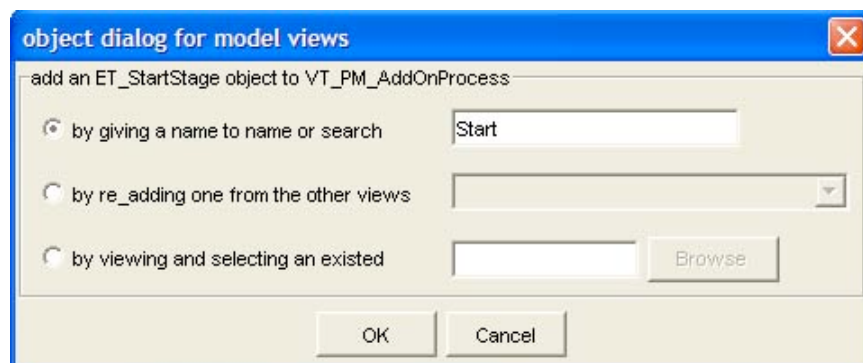 object dialog for model views
add an ET_StartStage object to VT_PM_AddOnProcess
by giving a name to name or search Start
by re_adding one from the other views
by viewing and selecting an existed Browse
OK Cancel